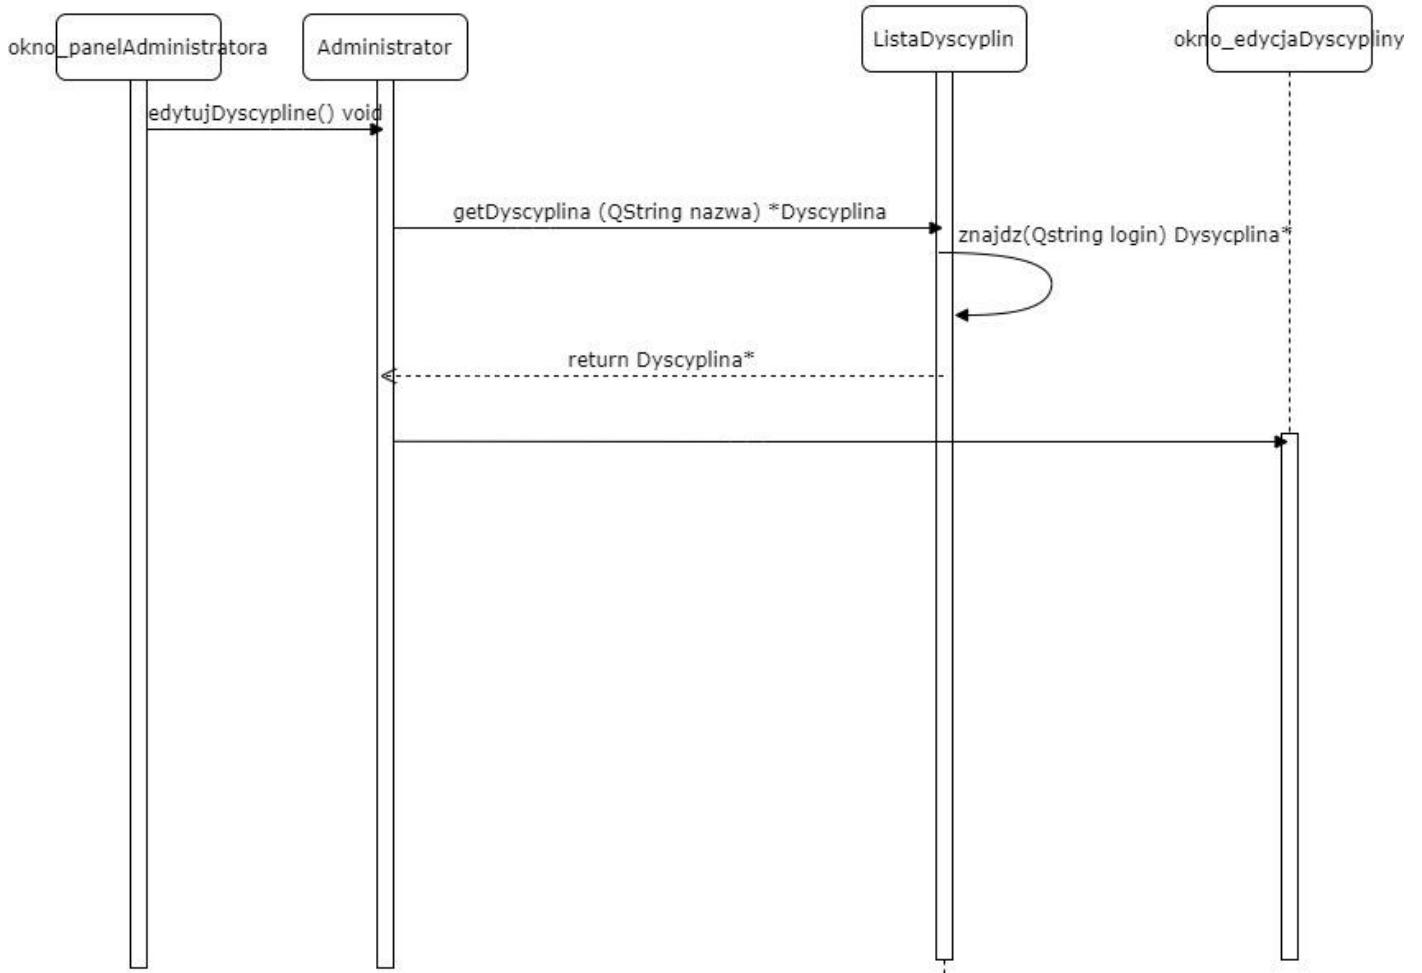 okno_panelAdministratora
Administrator
ListaDyscyplin
okno_edycjaDyscypliny
edytujDyscypline() void
getDyscyplina (QString nazwa) *Dyscyplina
znajdz(Qstring login) Dysycplina*
return Dyscyplina*